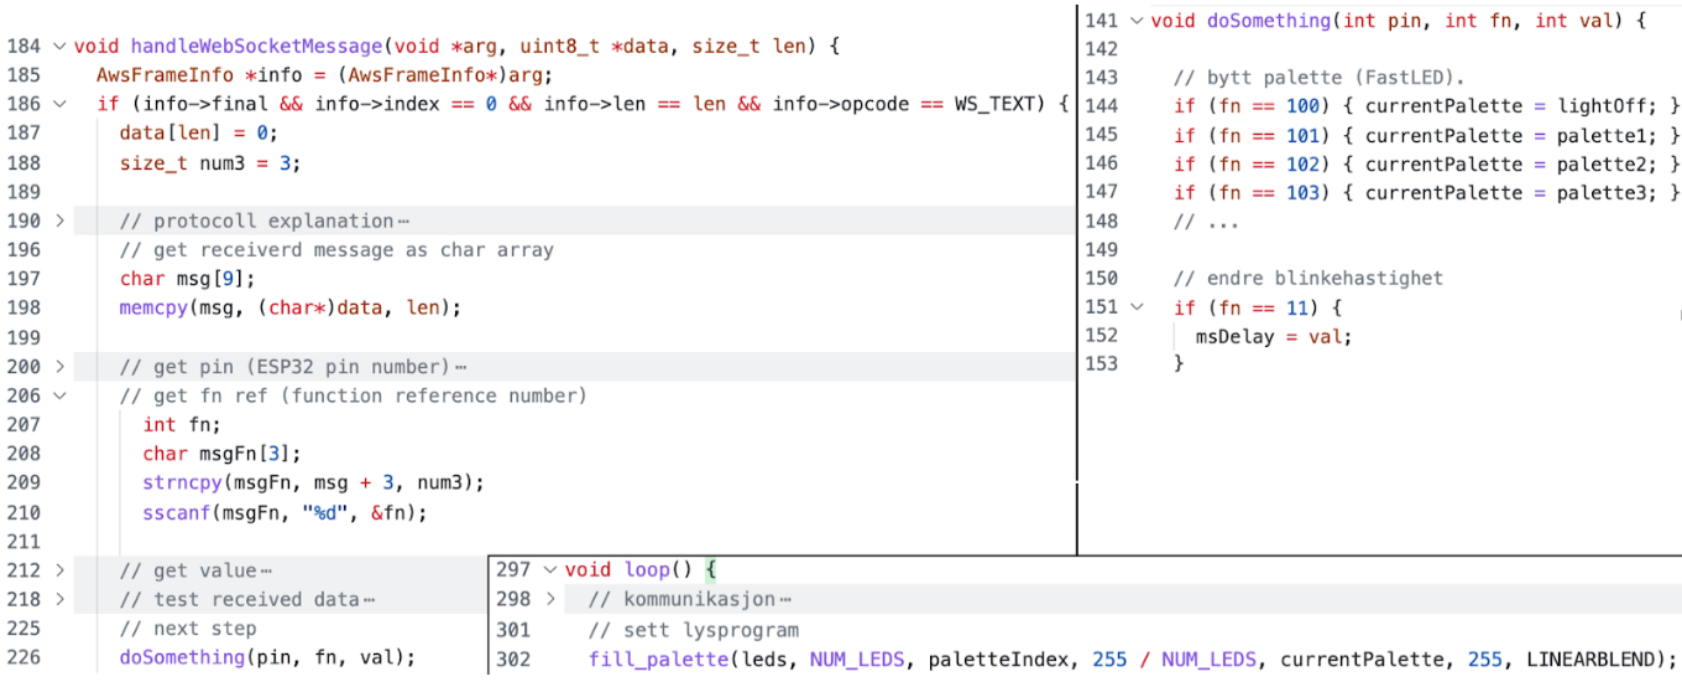 184 void handleWebSocketMessage(void *arg, uint8_t *data, size_t len) {
185 AwsFrameInfo *info = (AwsFrameInfo*)arg;
186 if (info->final && info->index == 0 && info->len == len && info->opcode == WS_TEXT) {
187 data[len] = 0;
188 size_t num3 = 3;
189
190 // protocoll explanation…
196 // get receiverd message as char array
197 char msg[9];
198 memcpy(msg, (char*)data, len);
199
200 // get pin (ESP32 pin number)…
206 // get fn ref (function reference number)
207 int fn;
208 char msgFn[3];
209 strncpy(msgFn, msg + 3, num3);
210 sscanf(msgFn, "%d", &fn);
211
212 // get value…
218 // test received data…
225 // next step
226 doSomething(pin, fn, val);
141 void doSomething(int pin, int fn, int val) {
142
143 // bytt palette (FastLED).
144 if (fn == 100) { currentPalette = lightOff; }
145 if (fn == 101) { currentPalette = palette1; }
146 if (fn == 102) { currentPalette = palette2; }
147 if (fn == 103) { currentPalette = palette3; }
148 // ...
149
150 // endre blinkehastighet
151 if (fn == 11) {
152 msDelay = val;
153 }
297 void loop() {
298 // kommunikasjon…
301 // sett lysprogram
302 fill_palette(leds, NUM_LEDS, paletteIndex, 255 / NUM_LEDS, currentPalette, 255, LINEARBLEND);